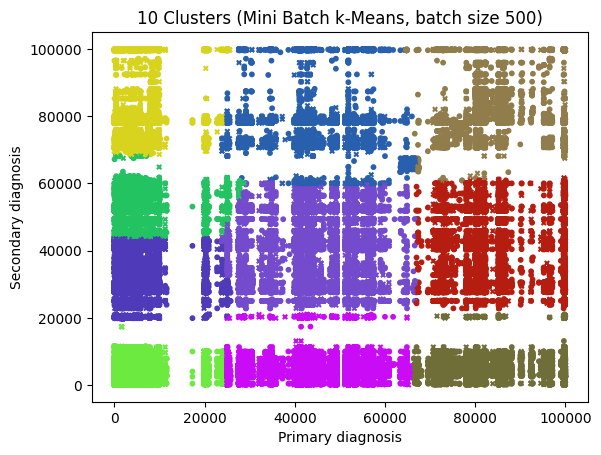 10 Clusters (Mini Batch k-Means, batch size 500)
100000
80000
60000
40000
20000
0
Secondary diagnosis
0 20000 40000 60000 80000 100000
Primary diagnosis